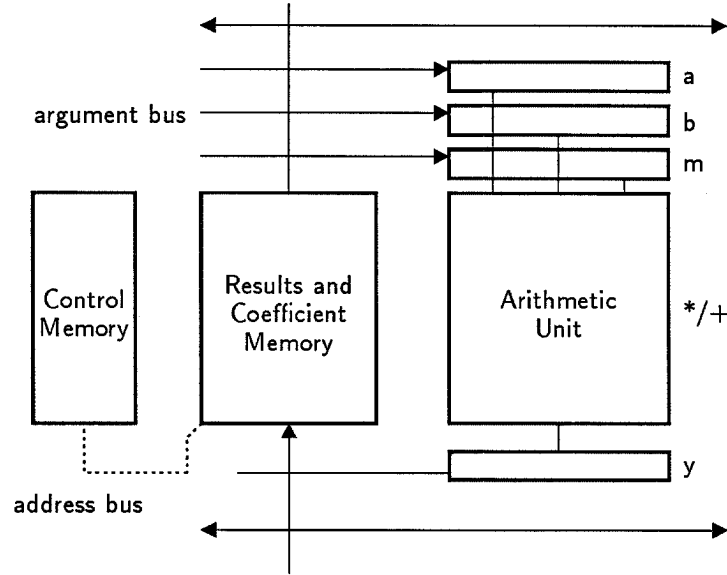 a
argument bus
b
m
Control
Memory
Results and
Coefficient
Memory
Arithmetic
Unit
*/+
y
address bus